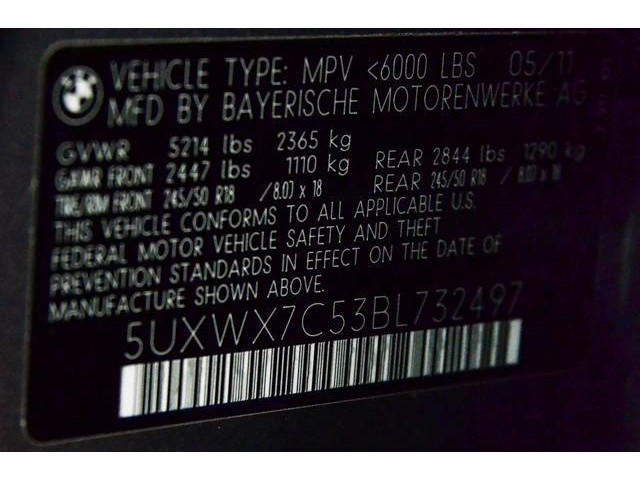 VEHICLE TYPE: MPV <6000 LBS 05/11
MFD BY BAYERISCHE MOTORENWERKE AG
GVWR 5214 lbs 2365 kg
GAWR FRONT 2447 lbs 1110 kg REAR 2844 lbs 1290 kg
TIRE/RIM FRONT 245/50 R18 / 8.0J x 18 REAR 245/50 R18 / 8.0J x 18
THIS VEHICLE CONFORMS TO ALL APPLICABLE U.S.
FEDERAL MOTOR VEHICLE SAFETY AND THEFT
PREVENTION STANDARDS IN EFFECT ON THE DATE OF
MANUFACTURE SHOWN ABOVE.
5UXWX7C53BL732497